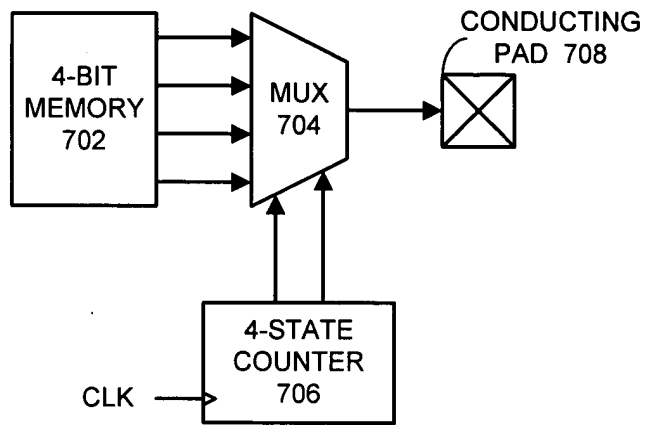 CONDUCTING
PAD 708
4-BIT
MEMORY
702
MUX
704
4-STATE
COUNTER
706
CLK